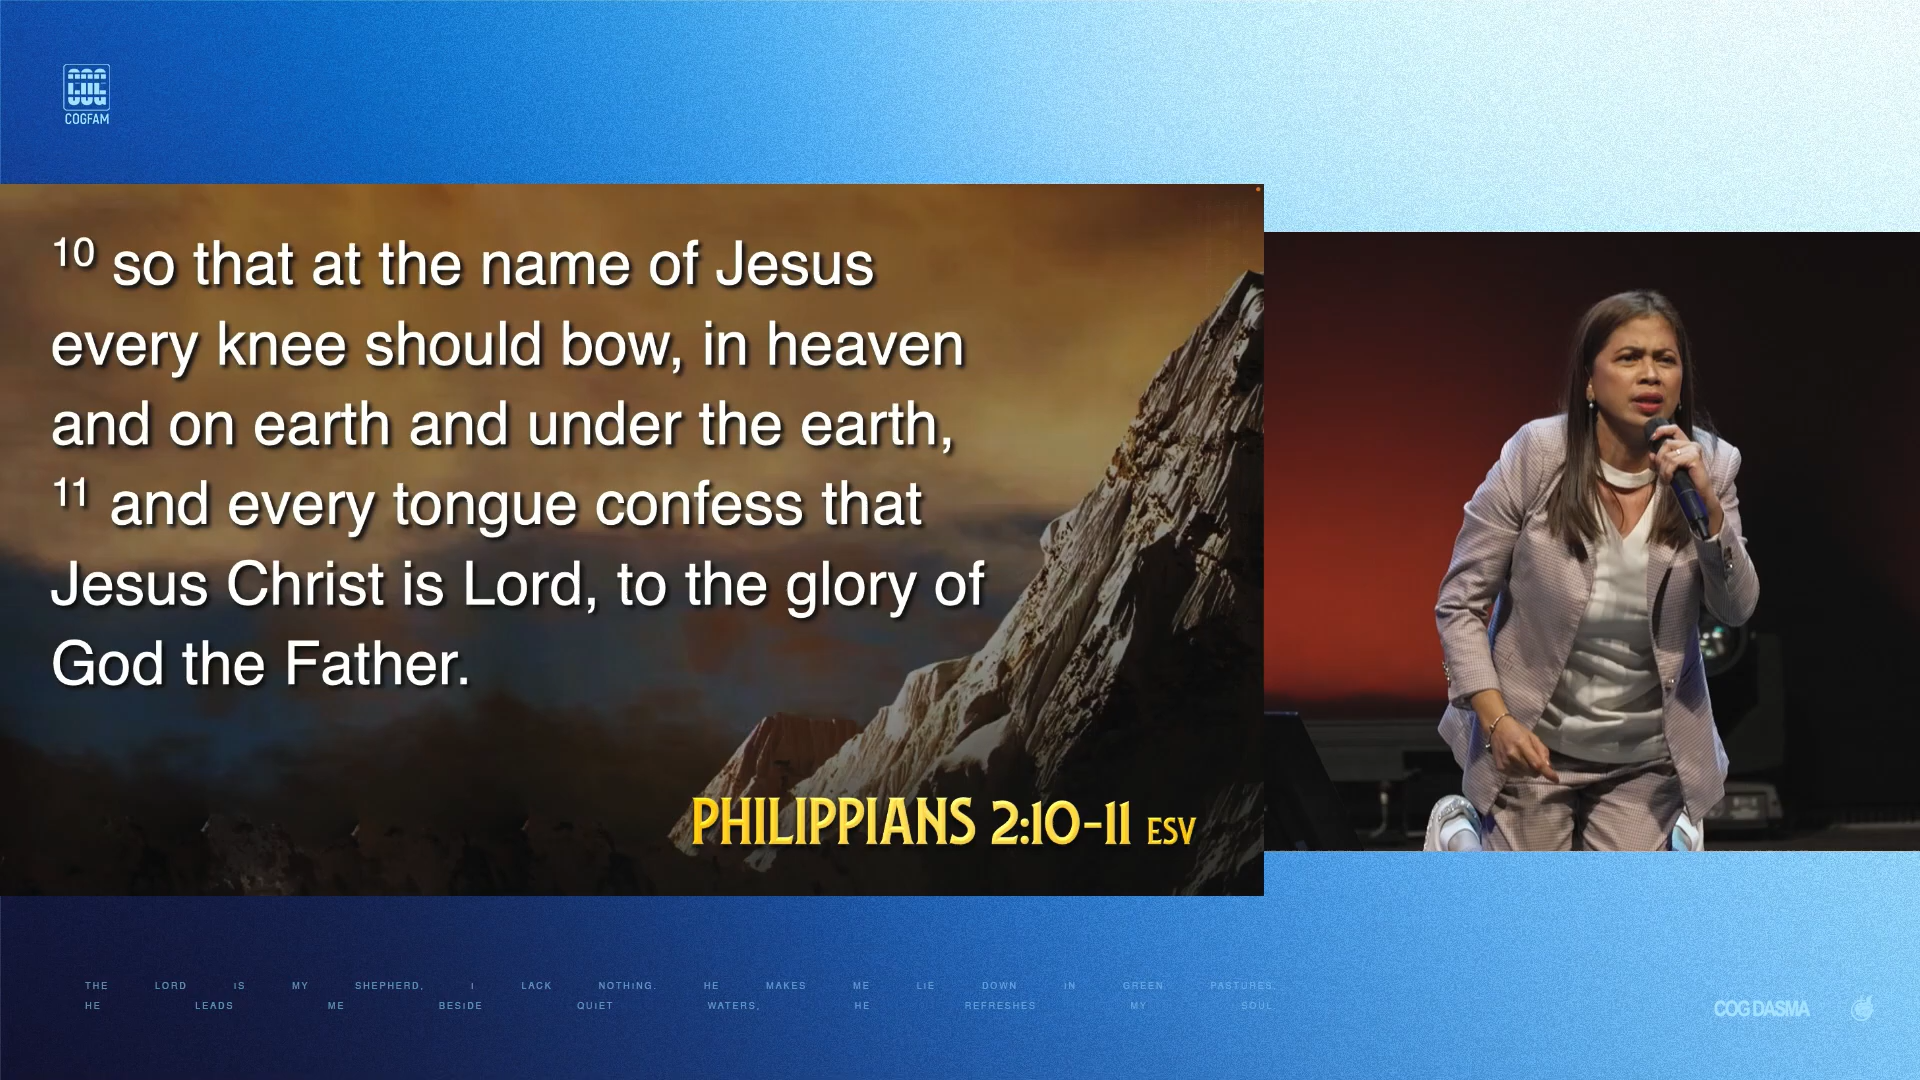 COG
COGFAM
10 so that at the name of Jesus
every knee should bow, in heaven
and on earth and under the earth,
11 and every tongue confess that
Jesus Christ is Lord, to the glory of
God the Father.
PHILIPPIANS 2:10-11 ESV
THE LORD IS MY SHEPHERD, I LACK NOTHING. HE MAKES ME LIE DOWN IN GREEN PASTURES.
HE LEADS ME BESIDE QUIET WATERS, HE REFRESHES MY SOUL
COG DASMA